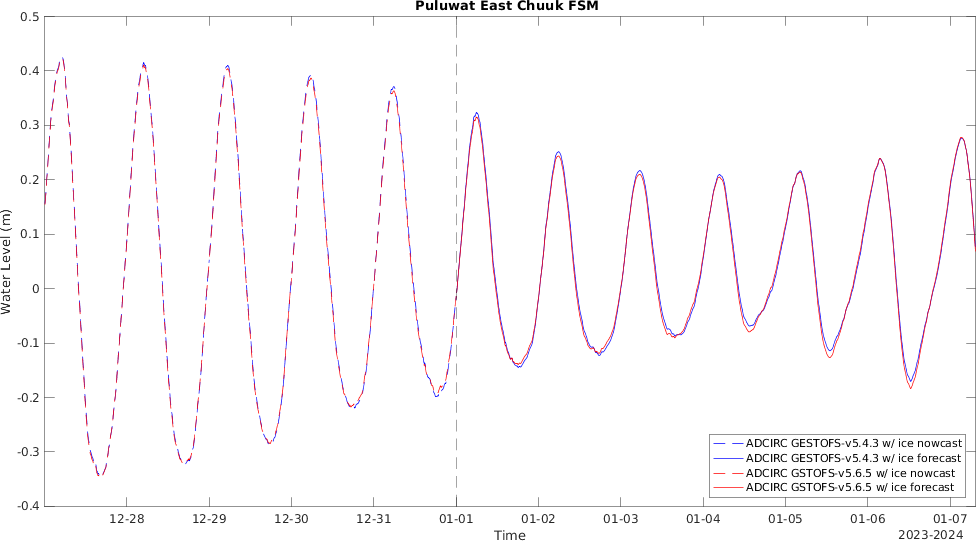 Puluwat East Chuuk FSM
0.5
0.4
0.3
0.2
0.1
0
-0.1
-0.2
-0.3
-0.4
Water Level (m)
12-28 12-29 12-30 12-31 01-01 01-02 01-03 01-04 01-05 01-06 01-07
Time
2023-2024
ADCIRC GESTOFS-v5.4.3 w/ ice nowcast
ADCIRC GESTOFS-v5.4.3 w/ ice forecast
ADCIRC GSTOFS-v5.6.5 w/ ice nowcast
ADCIRC GSTOFS-v5.6.5 w/ ice forecast